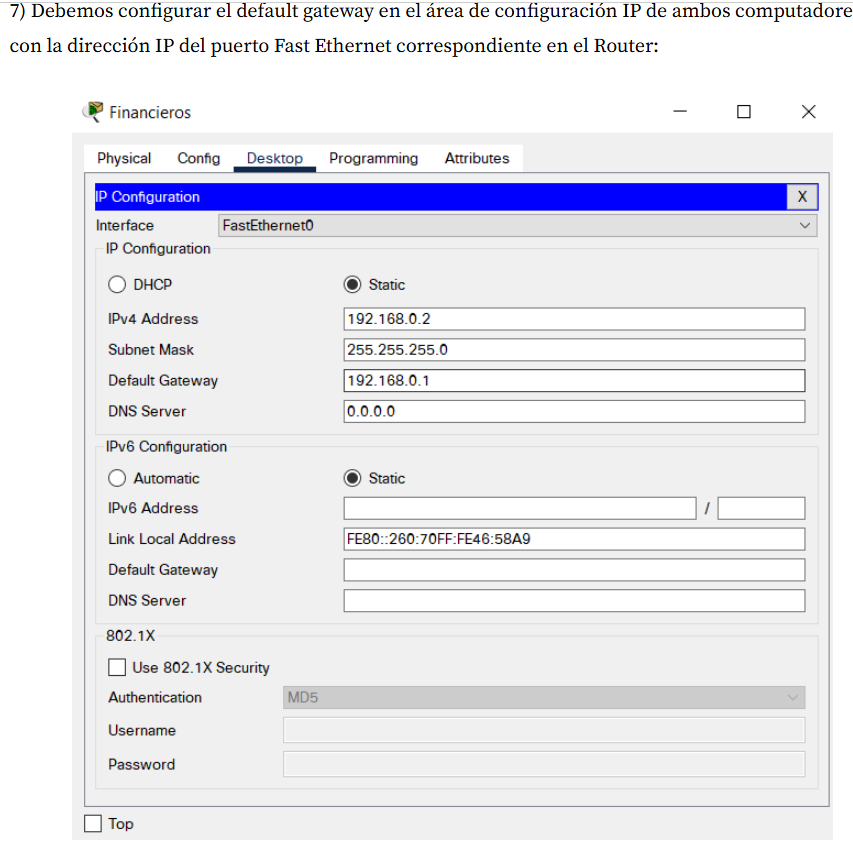 7) Debemos configurar el default gateway en el área de configuración IP de ambos computadore
con la dirección IP del puerto Fast Ethernet correspondiente en el Router:
Financieros
Physical Config Desktop Programming Attributes
IP Configuration X
Interface FastEthernet0
IP Configuration
DHCP Static
IPv4 Address 192.168.0.2
Subnet Mask 255.255.255.0
Default Gateway 192.168.0.1
DNS Server 0.0.0.0
IPv6 Configuration
Automatic Static
IPv6 Address /
Link Local Address FE80::260:70FF:FE46:58A9
Default Gateway
DNS Server
802.1X
Use 802.1X Security
Authentication MD5
Username
Password
Top